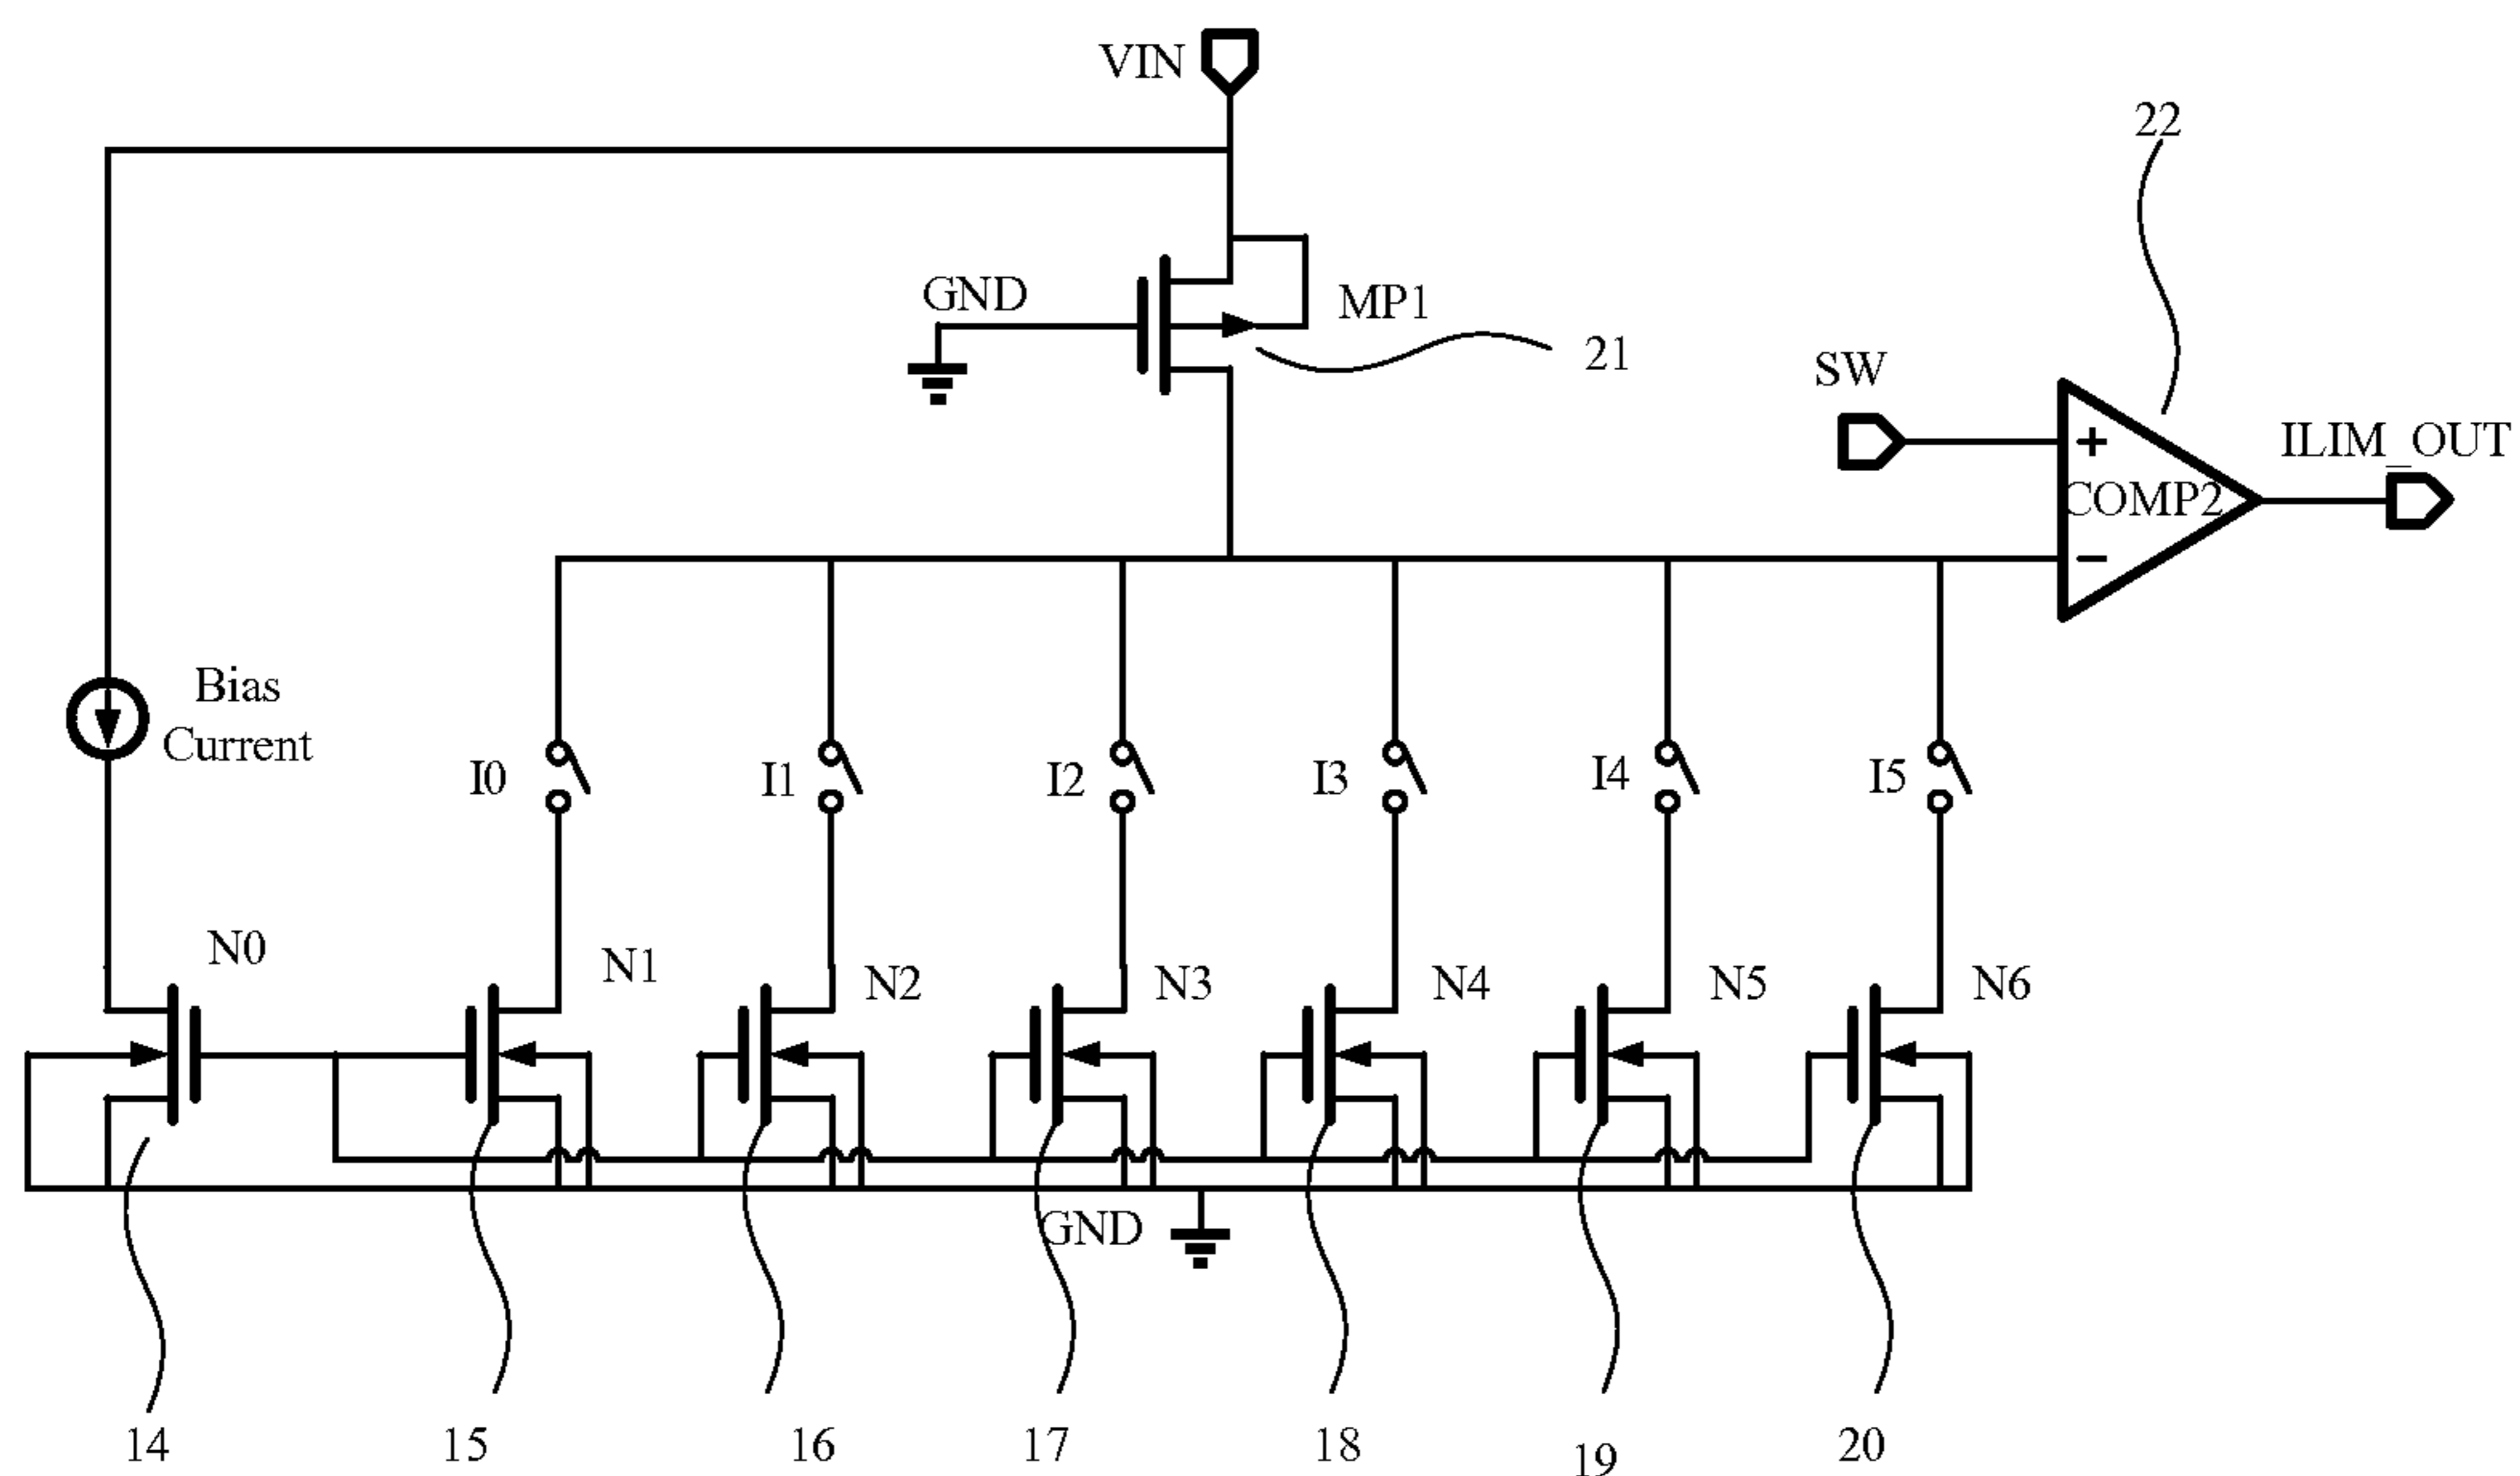 VIN
22
GND
MP1
21
SW
+
ILIM_OUT
COMP2
−
Bias
Current
I0
I1
I2
I3
I4
I5
N0
N1
N2
N3
N4
N5
N6
GND
14
15
16
17
18
19
20